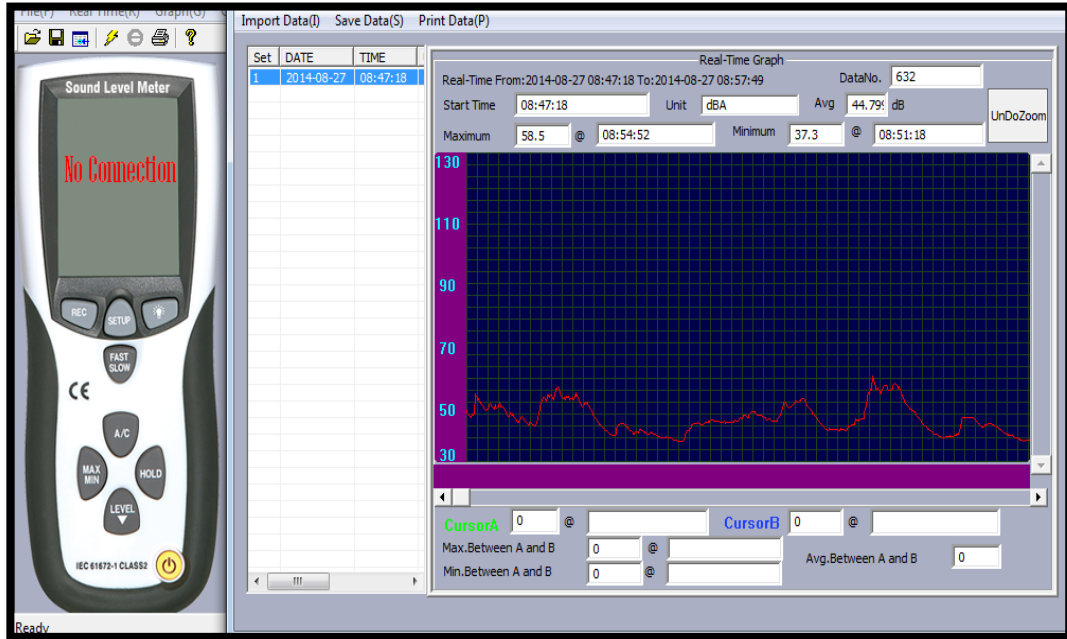 File(F) Real Time(R) Graph(G)
Import Data(I) Save Data(S) Print Data(P)
Sound Level Meter
No Connection
REC
SETUP
FAST
SLOW
CE
A/C
MAX
MIN
HOLD
LEVEL
IEC 61672-1 CLASS2
Ready
Set DATE TIME
1 2014-08-27 08:47:18
Real-Time Graph
Real-Time From:2014-08-27 08:47:18 To:2014-08-27 08:57:49 DataNo. 632
Start Time 08:47:18 Unit dBA Avg 44.799 dB
UnDoZoom
Maximum 58.5 @ 08:54:52 Minimum 37.3 @ 08:51:18
130
110
90
70
50
30
CursorA 0 @ CursorB 0 @
Max.Between A and B 0 @
Avg.Between A and B 0
Min.Between A and B 0 @